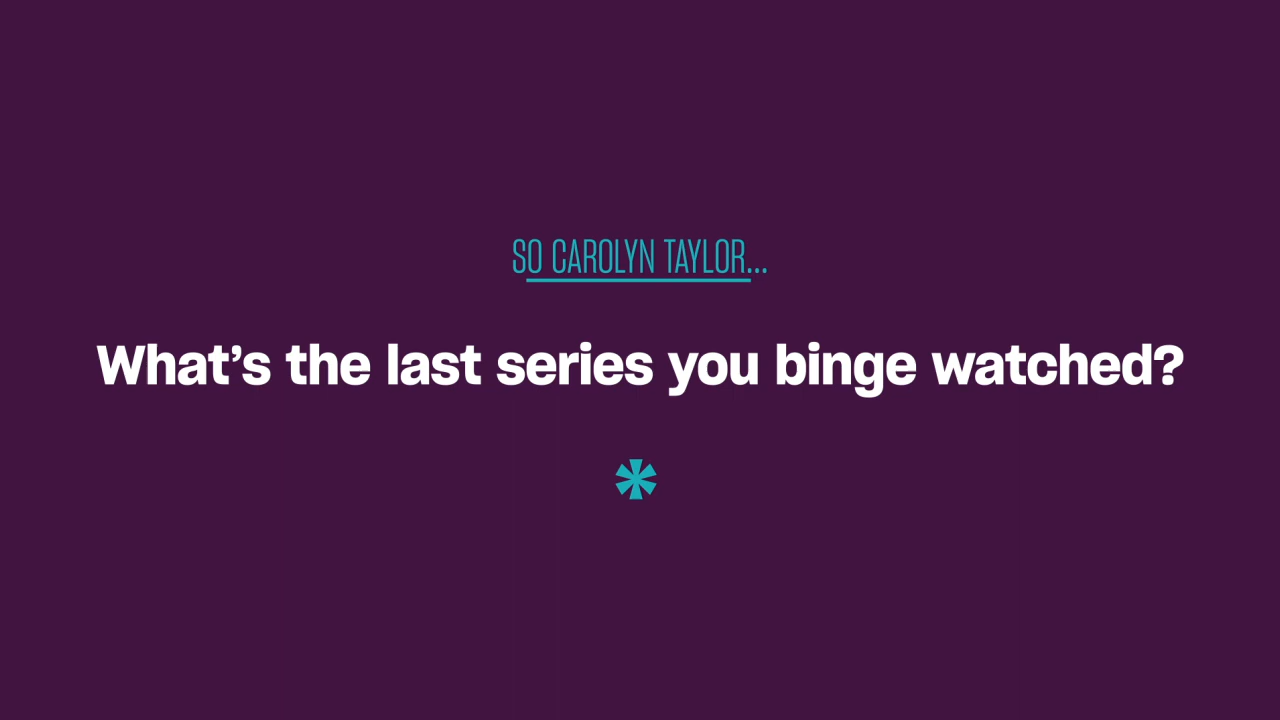 SO CAROLYN TAYLOR...
What’s the last series you binge watched?